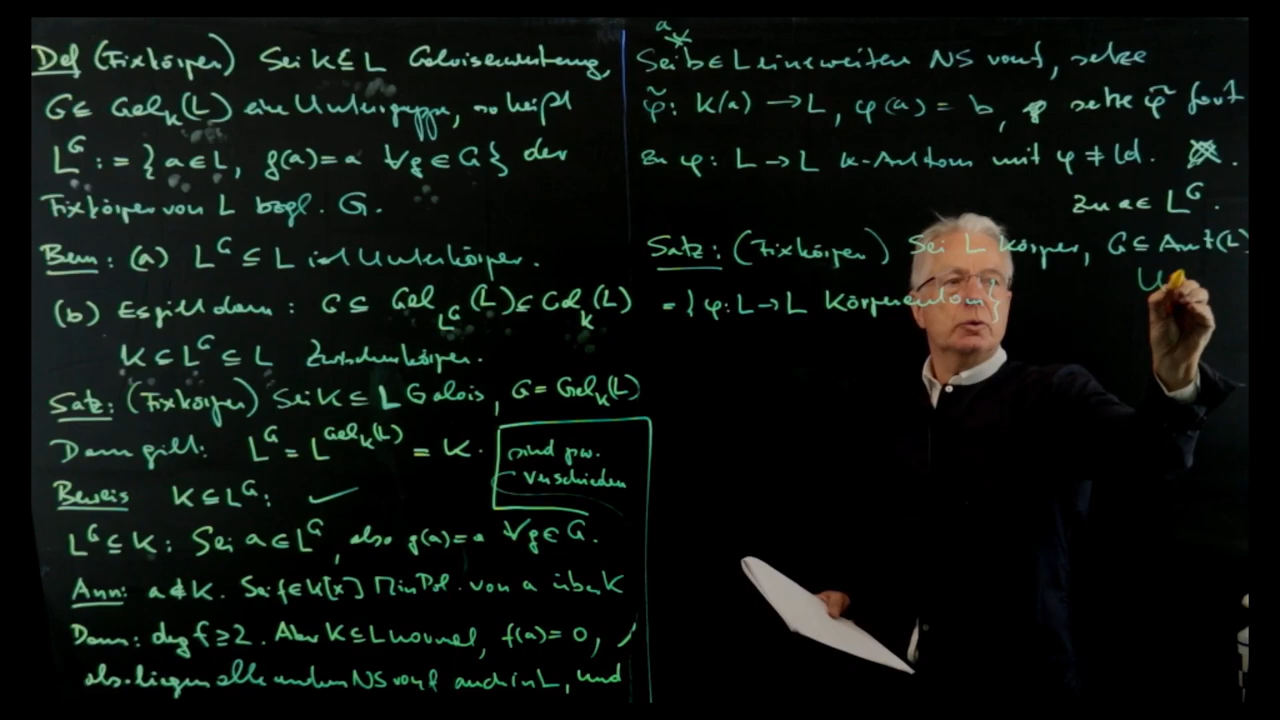 Def (Fixkörper) Sei K ⊆ L Galoiserweiterung,
G ⊆ Gal_K(L) eine Untergruppe, so heißt
L^G := { a ∈ L, g(a) = a ∀ g ∈ G } der
Fixkörper von L bzgl. G.
Bem: (a) L^G ⊆ L ist Unterkörper.
(b) Es gilt dann: G ⊆ Gal_{L^G}(L) ⊆ Gal_K(L)
K ⊆ L^G ⊆ L Zwischenkörper.
Satz: (Fixkörper) Sei K ⊆ L Galois, G = Gal_K(L)
Dann gilt: L^G = L^{Gal_K(L)} = K.
Beweis K ⊆ L^G: ✓
L^G ⊆ K: Sei a ∈ L^G, also g(a) = a ∀ g ∈ G.
Ann: a ∉ K. Sei f ∈ K[x] MinPol. von a über K
Dann: deg f ≥ 2. Aber K ⊆ L normal, f(a) = 0,
also liegen alle anderen NS von f auch in L, und
sind pw.
verschieden
a
Sei b ∈ L eine weitere NS von f, setze
φ̃: K(a) → L, φ(a) = b, setze φ̃ fort
zu φ: L → L K-Autom mit φ ≠ Id.
zu a ∈ L^G.
Satz: (Fixkörper) Sei L Körper, G ⊆ Aut(L)
= { φ: L → L Körperautom }
U